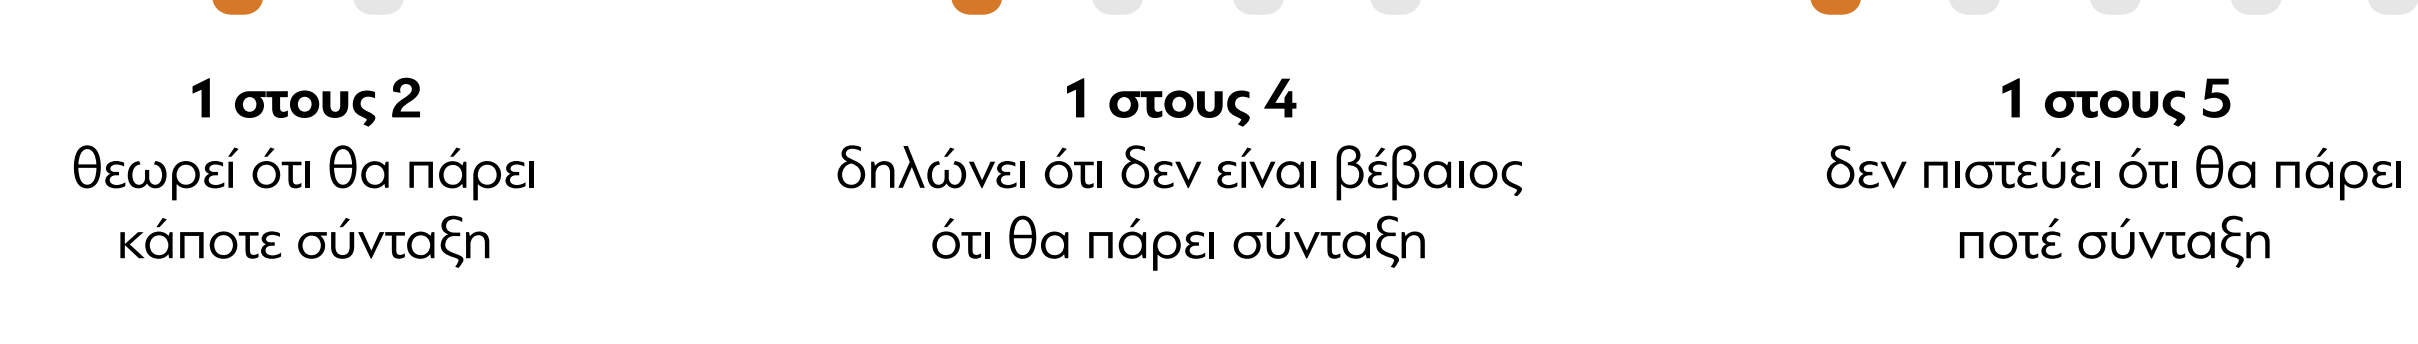 1 στους 2
θεωρεί ότι θα πάρει
κάποτε σύνταξη
1 στους 4
δηλώνει ότι δεν είναι βέβαιος
ότι θα πάρει σύνταξη
1 στους 5
δεν πιστεύει ότι θα πάρει
ποτέ σύνταξη